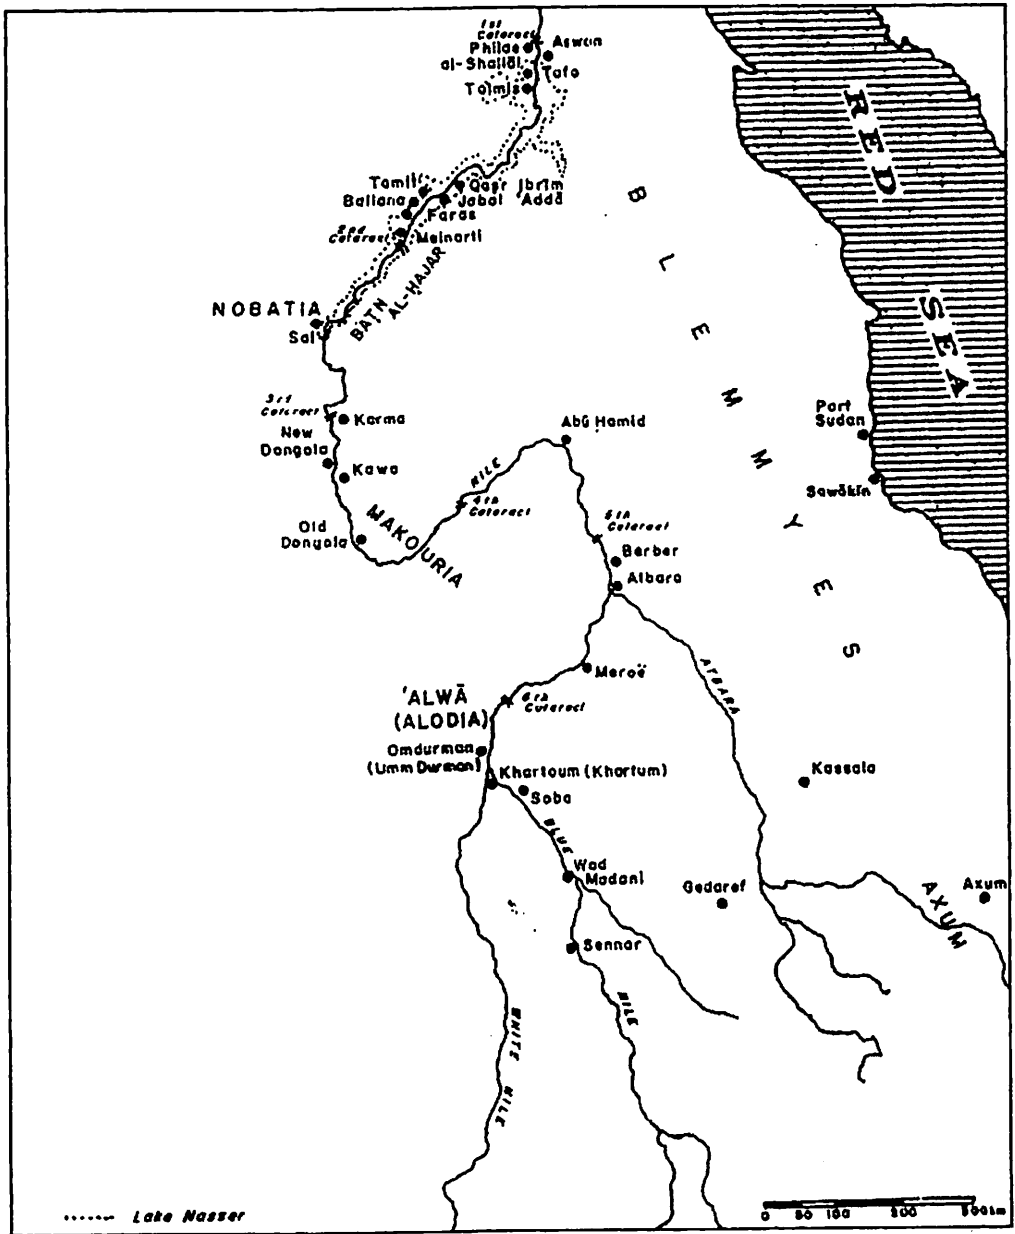 1st
Cataract
Philae
Aswan
al-Shallāl
Tafa
Talmis
RED
SEA
Tamit
Qaṣr Ibrīm
Ballana
Jabal 'Addā
Faras
2nd
Cataract
Meinarti
BATN
AL-HAJAR
NOBATIA
Sai
BLEMMYES
3rd
Cataract
Karma
New
Dongola
Kawa
Port
Sudan
Sawākin
Abū Hamid
NILE
4th
Cataract
Old
Dongola
MAKOURIA
5th
Cataract
Berber
Atbara
ATBARA
Meroë
6th
Cataract
'ALWĀ
(ALODIA)
Omdurman
(Umm Durman)
Khartoum (Khartum)
Soba
BLUE
Kassala
Wad
Madani
Gedaref
Axum
AXUM
Sennar
NILE
WHITE NILE
Lake Nasser
0 50 100 200 300km